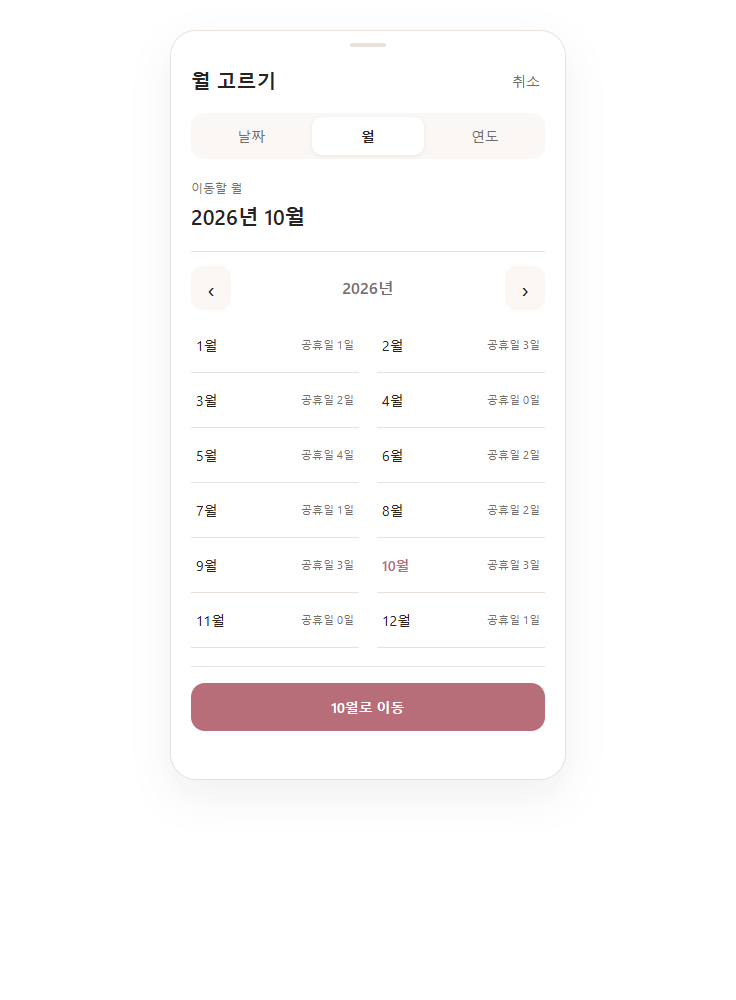 월 고르기 취소
날짜 월 연도
이동할 월
2026년 10월
‹ 2026년 ›
1월 공휴일 1일 2월 공휴일 3일
3월 공휴일 2일 4월 공휴일 0일
5월 공휴일 4일 6월 공휴일 2일
7월 공휴일 1일 8월 공휴일 2일
9월 공휴일 3일 10월 공휴일 3일
11월 공휴일 0일 12월 공휴일 1일
10월로 이동